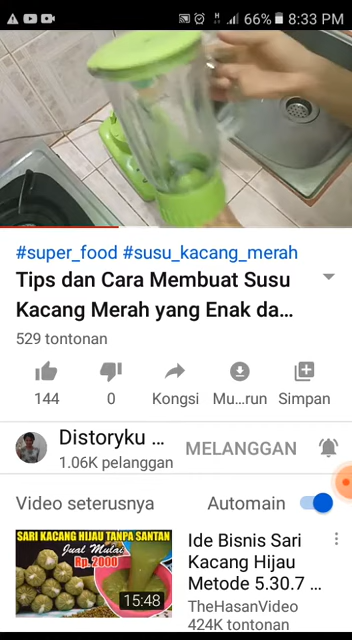 66% 8:33 PM
#super_food #susu_kacang_merah
Tips dan Cara Membuat Susu
Kacang Merah yang Enak da...
529 tontonan
144
0
Kongsi
Mu...run
Simpan
Distoryku ...
1.06K pelanggan
MELANGGAN
Video seterusnya
Automain
SARI KACANG HIJAU TANPA SANTAN
Jual Mulai
Rp. 2000
15:48
Ide Bisnis Sari
Kacang Hijau
Metode 5.30.7 ...
TheHasanVideo
424K tontonan